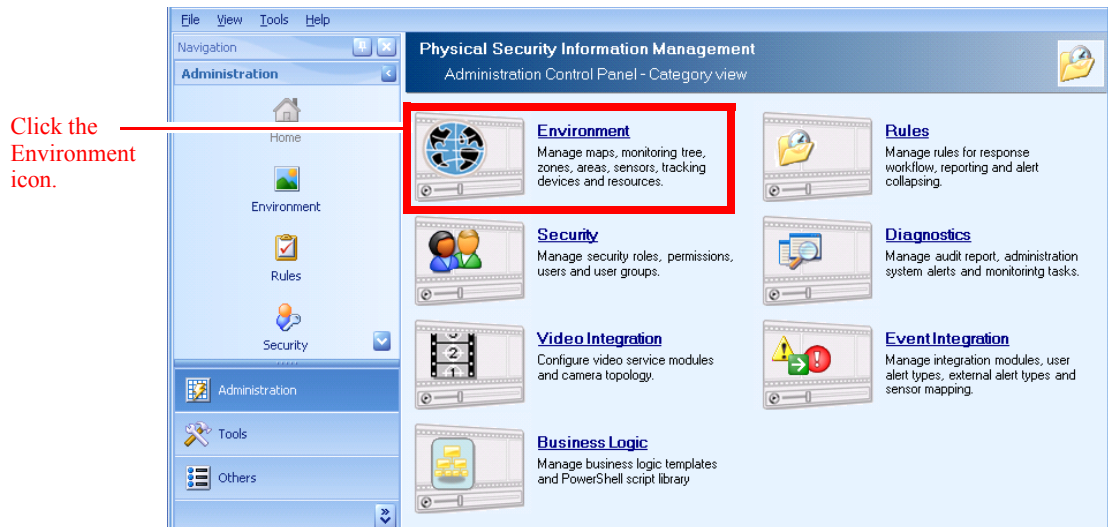 File View Tools Help
Navigation
Administration
Home
Environment
Rules
Security
Administration
Tools
Others
Click the
Environment
icon.
Physical Security Information Management
Administration Control Panel - Category view
Environment
Manage maps, monitoring tree,
zones, areas, sensors, tracking
devices and resources.
Rules
Manage rules for response
workflow, reporting and alert
collapsing.
Security
Manage security roles, permissions,
users and user groups.
Diagnostics
Manage audit report, administration
system alerts and monitorintg tasks.
Video Integration
Configure video service modules
and camera topology.
Event Integration
Manage integration modules, user
alert types, external alert types and
sensor mapping.
Business Logic
Manage business logic templates
and PowerShell script library